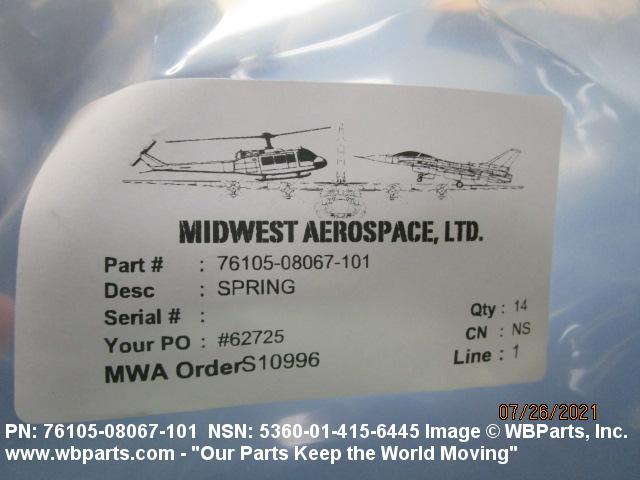 MIDWEST AEROSPACE, LTD.
Part # : 76105-08067-101
Desc : SPRING
Serial # :
Your PO : #62725
MWA Order S10996
Qty : 14
CN : NS
Line : 1
07/26/2021
PN: 76105-08067-101 NSN: 5360-01-415-6445 Image © WBParts, Inc.
www.wbparts.com - "Our Parts Keep the World Moving"